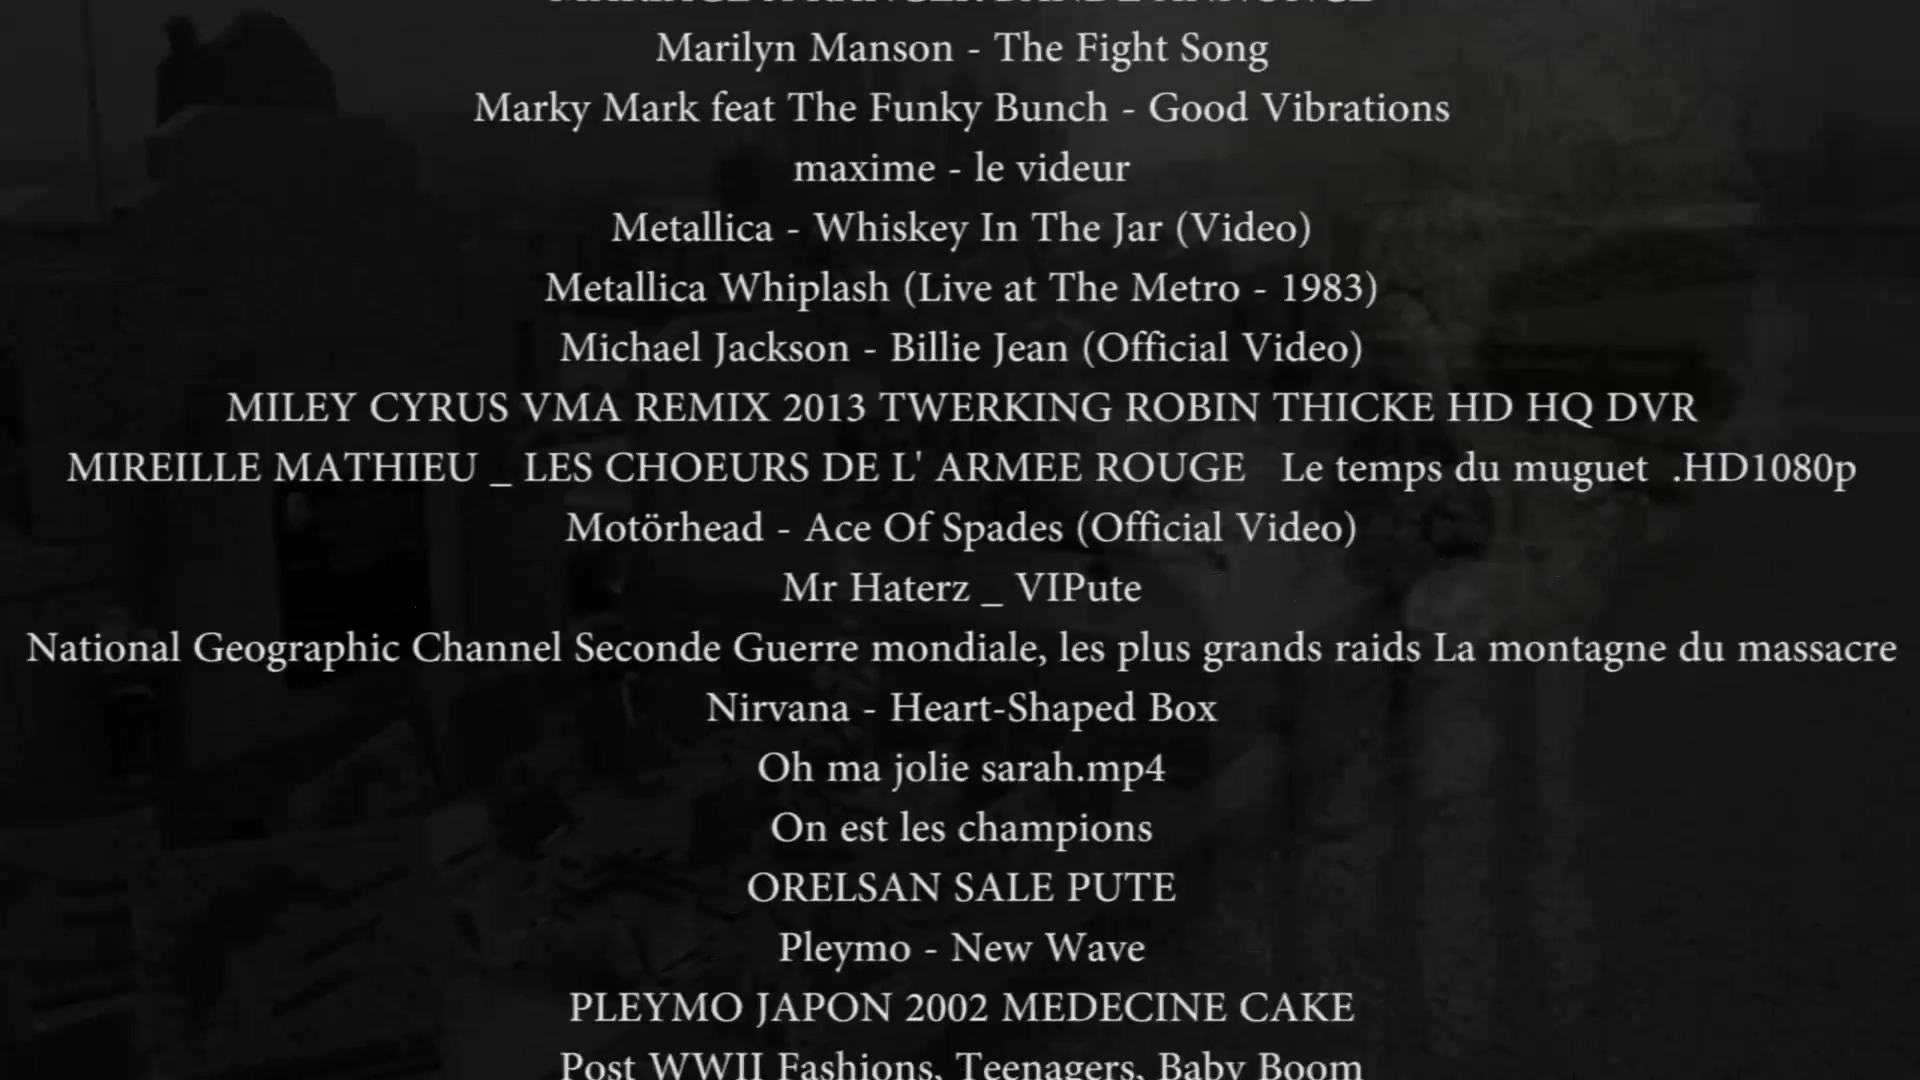 Marilyn Manson - The Fight Song
Marky Mark feat The Funky Bunch - Good Vibrations
maxime - le videur
Metallica - Whiskey In The Jar (Video)
Metallica Whiplash (Live at The Metro - 1983)
Michael Jackson - Billie Jean (Official Video)
MILEY CYRUS VMA REMIX 2013 TWERKING ROBIN THICKE HD HQ DVR
MIREILLE MATHIEU _ LES CHOEURS DE L' ARMEE ROUGE   Le temps du muguet  .HD1080p
Motörhead - Ace Of Spades (Official Video)
Mr Haterz _ VIPute
National Geographic Channel Seconde Guerre mondiale, les plus grands raids La montagne du massacre
Nirvana - Heart-Shaped Box
Oh ma jolie sarah.mp4
On est les champions
ORELSAN SALE PUTE
Pleymo - New Wave
PLEYMO JAPON 2002 MEDECINE CAKE
Post WWII Fashions, Teenagers, Baby Boom